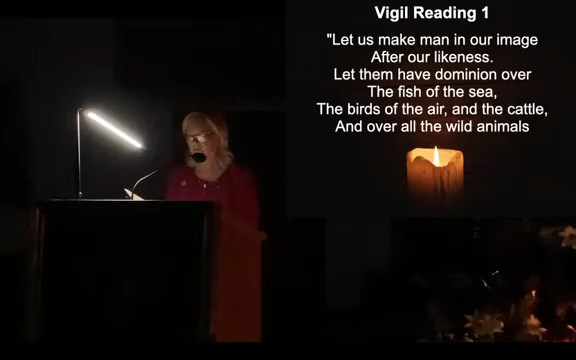 Vigil Reading 1
"Let us make man in our image
After our likeness.
Let them have dominion over
The fish of the sea,
The birds of the air, and the cattle,
And over all the wild animals